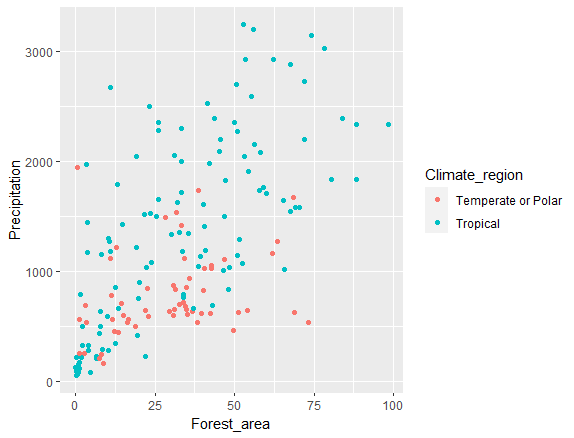 3000
2000
1000
0
Precipitation
0
25
50
75
100
Forest_area
Climate_region
Temperate or Polar
Tropical